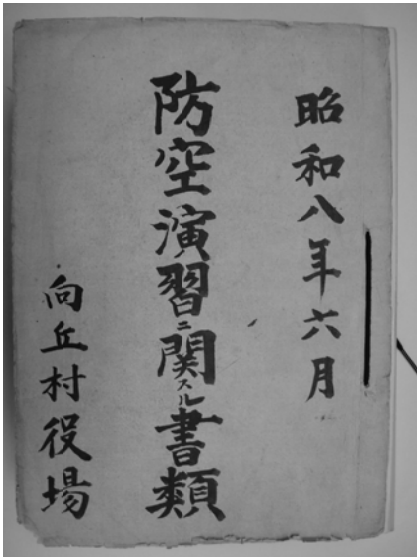 昭和八年六月
防空演習ニ関スル書類
向丘村役場